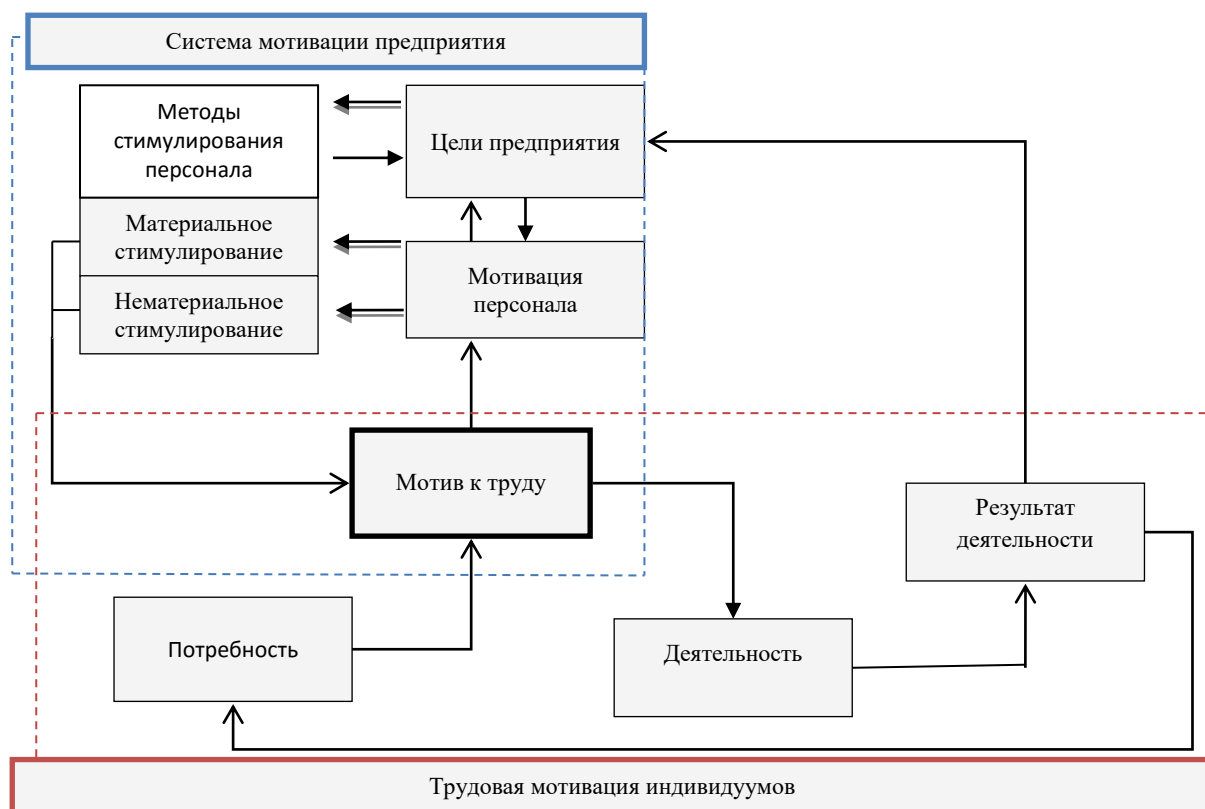 Система мотивации предприятия
Методы
стимулирования
персонала
Цели предприятия
Материальное
стимулирование
Нематериальное
стимулирование
Мотивация
персонала
Мотив к труду
Результат
деятельности
Потребность
Деятельность
Трудовая мотивация индивидуумов